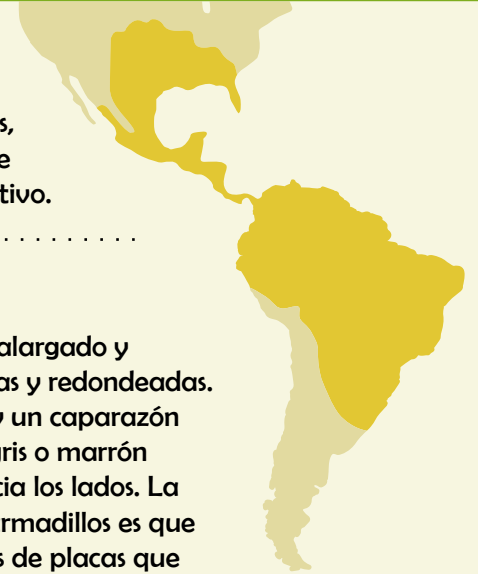 s,
e
tivo.
alargado y
as y redondeadas.
y un caparazón
ris o marrón
cia los lados. La
rmadillos es que
s de placas que